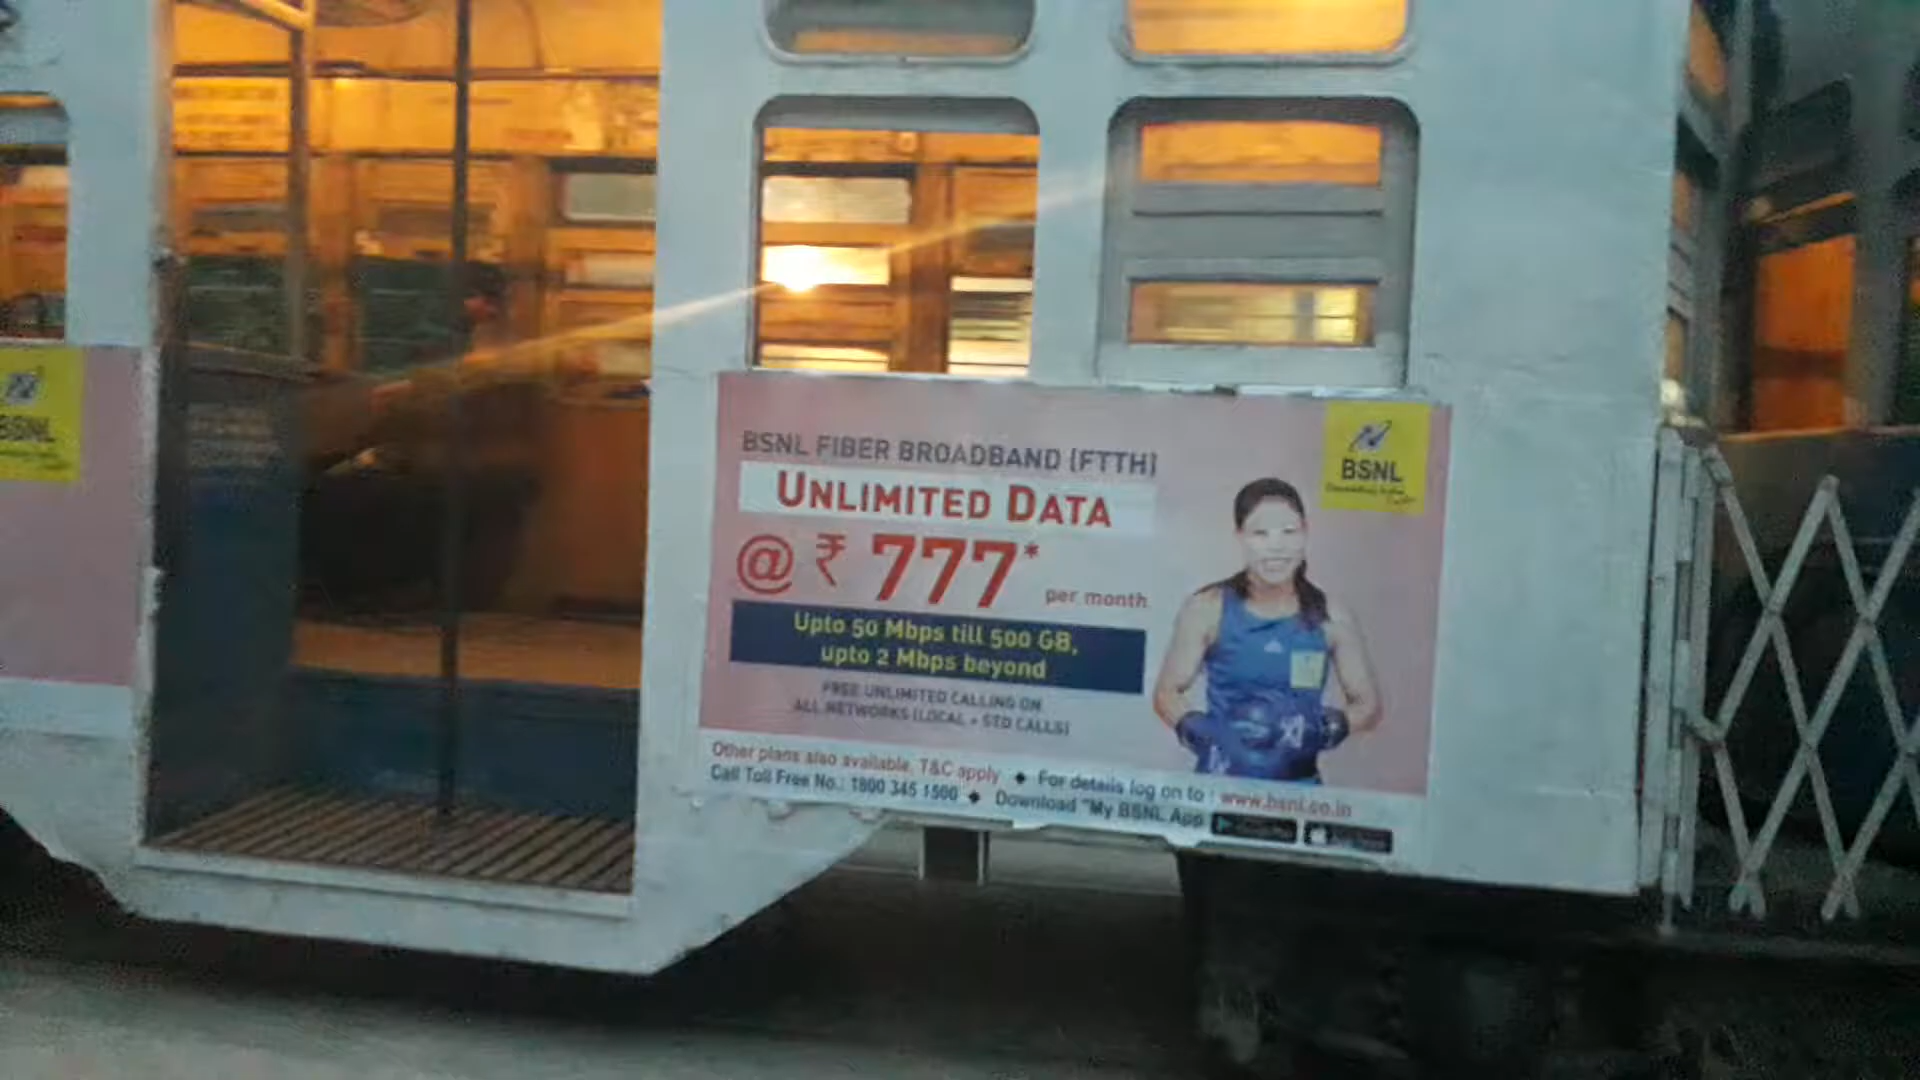 BSNL FIBER BROADBAND (FTTH)
UNLIMITED DATA
@ ₹ 777*
per month
Upto 50 Mbps till 500 GB,
upto 2 Mbps beyond
FREE UNLIMITED CALLING ON
ALL NETWORKS (LOCAL + STD CALLS)
Other plans also available, T&C apply ◆ For details log on to : www.bsnl.co.in
Call Toll Free No.: 1800 345 1500 ◆ Download "My BSNL App
BSNL
BSNL